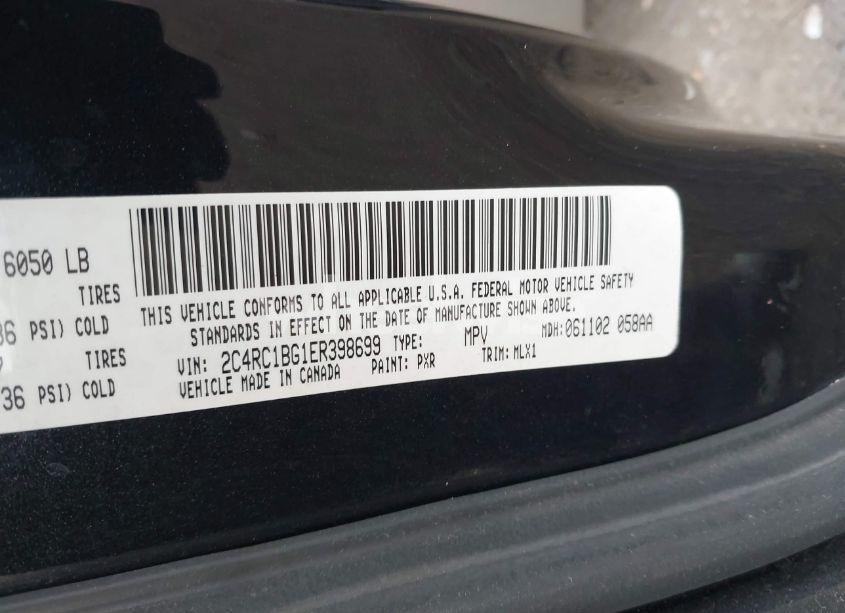 6050 LB
TIRES
36 PSI) COLD
TIRES
36 PSI) COLD
THIS VEHICLE CONFORMS TO ALL APPLICABLE U.S.A. FEDERAL MOTOR VEHICLE SAFETY
STANDARDS IN EFFECT ON THE DATE OF MANUFACTURE SHOWN ABOVE.
VIN: 2C4RC1BG1ER398699 TYPE: MPV MDH:061102 058AA
VEHICLE MADE IN CANADA PAINT: PXR TRIM:MLX1